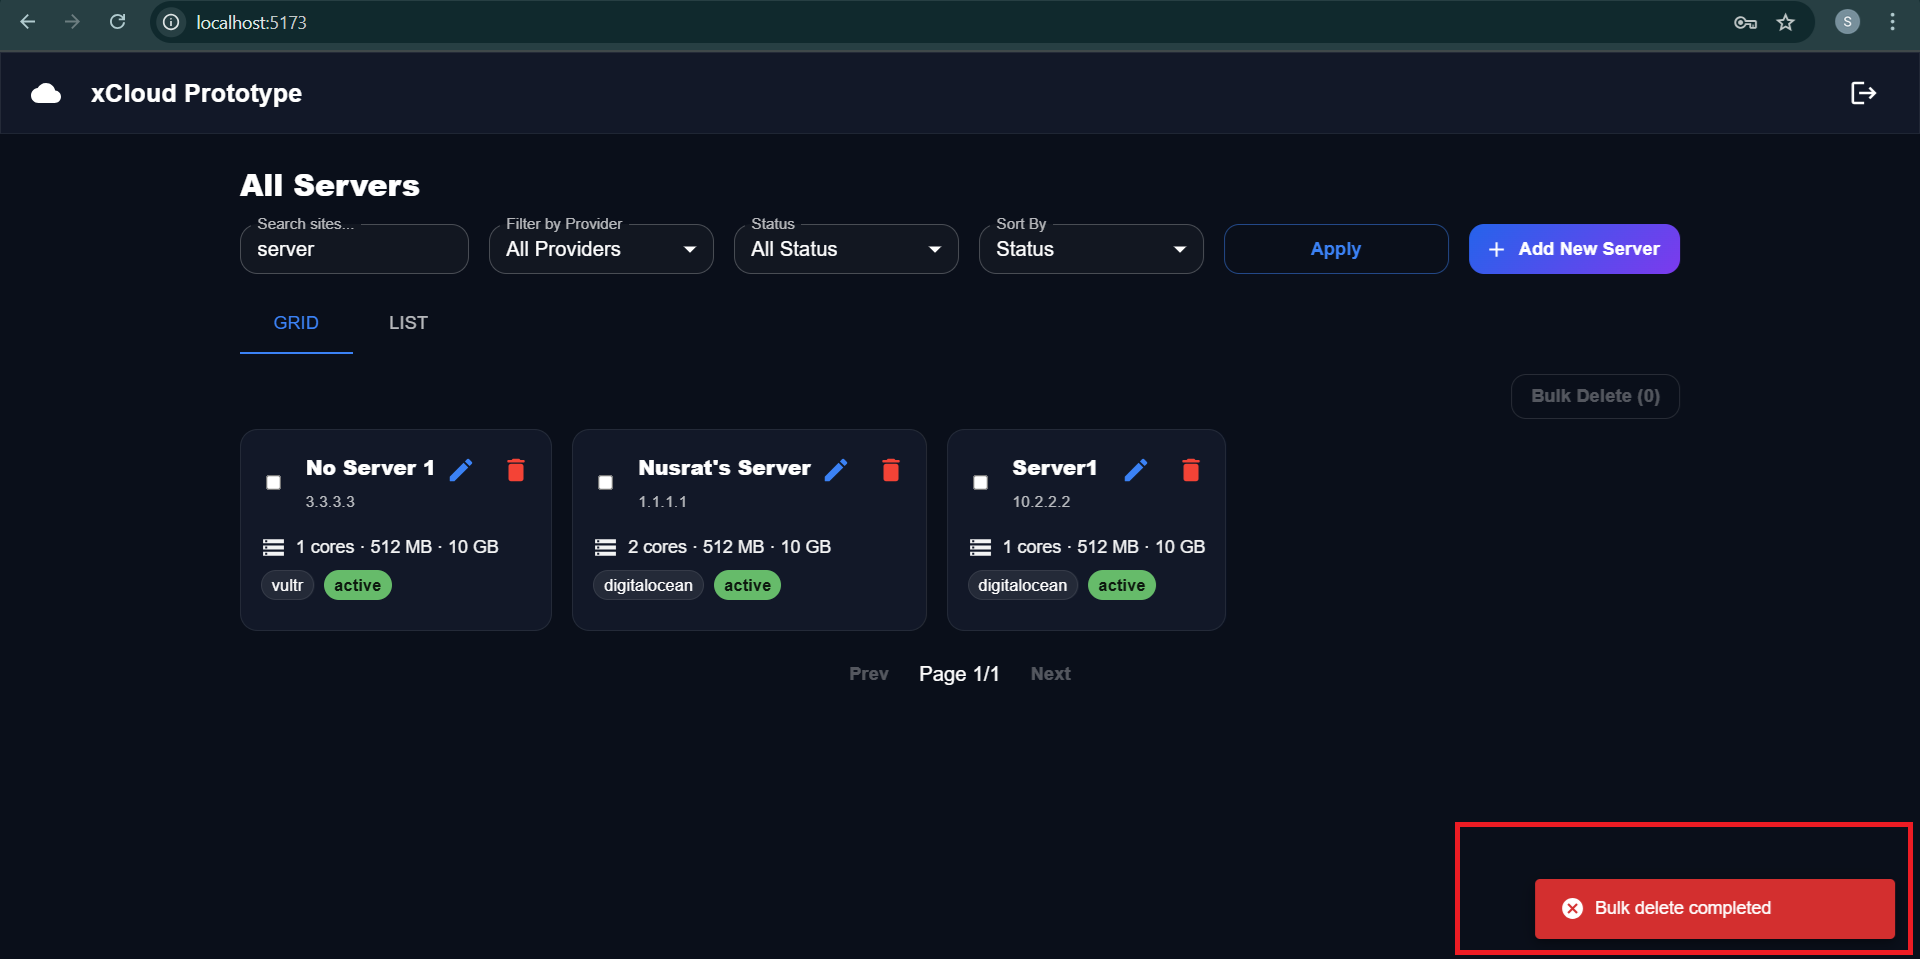 localhost:5173
S
xCloud Prototype
All Servers
Search sites...
server
Filter by Provider
All Providers
Status
All Status
Sort By
Status
Apply
+ Add New Server
GRID
LIST
Bulk Delete (0)
No Server 1
3.3.3.3
1 cores · 512 MB · 10 GB
vultr
active
Nusrat's Server
1.1.1.1
2 cores · 512 MB · 10 GB
digitalocean
active
Server1
10.2.2.2
1 cores · 512 MB · 10 GB
digitalocean
active
Prev
Page 1/1
Next
Bulk delete completed